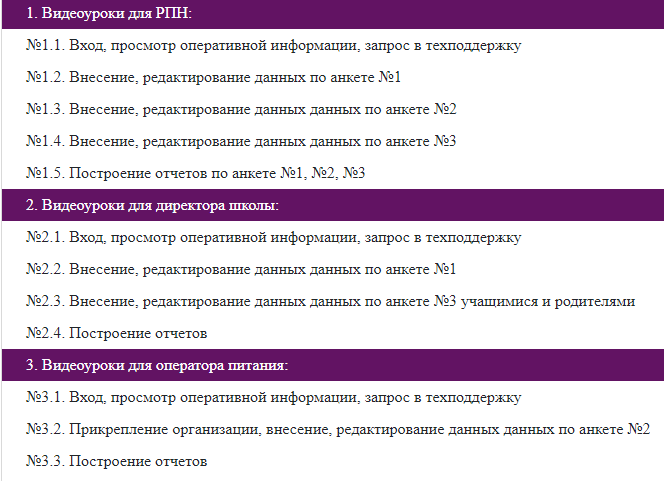 1. Видеоуроки для РПН:
№1.1. Вход, просмотр оперативной информации, запрос в техподдержку
№1.2. Внесение, редактирование данных по анкете №1
№1.3. Внесение, редактирование данных данных по анкете №2
№1.4. Внесение, редактирование данных данных по анкете №3
№1.5. Построение отчетов по анкете №1, №2, №3
2. Видеоуроки для директора школы:
№2.1. Вход, просмотр оперативной информации, запрос в техподдержку
№2.2. Внесение, редактирование данных данных по анкете №1
№2.3. Внесение, редактирование данных данных по анкете №3 учащимися и родителями
№2.4. Построение отчетов
3. Видеоуроки для оператора питания:
№3.1. Вход, просмотр оперативной информации, запрос в техподдержку
№3.2. Прикрепление организации, внесение, редактирование данных данных по анкете №2
№3.3. Построение отчетов